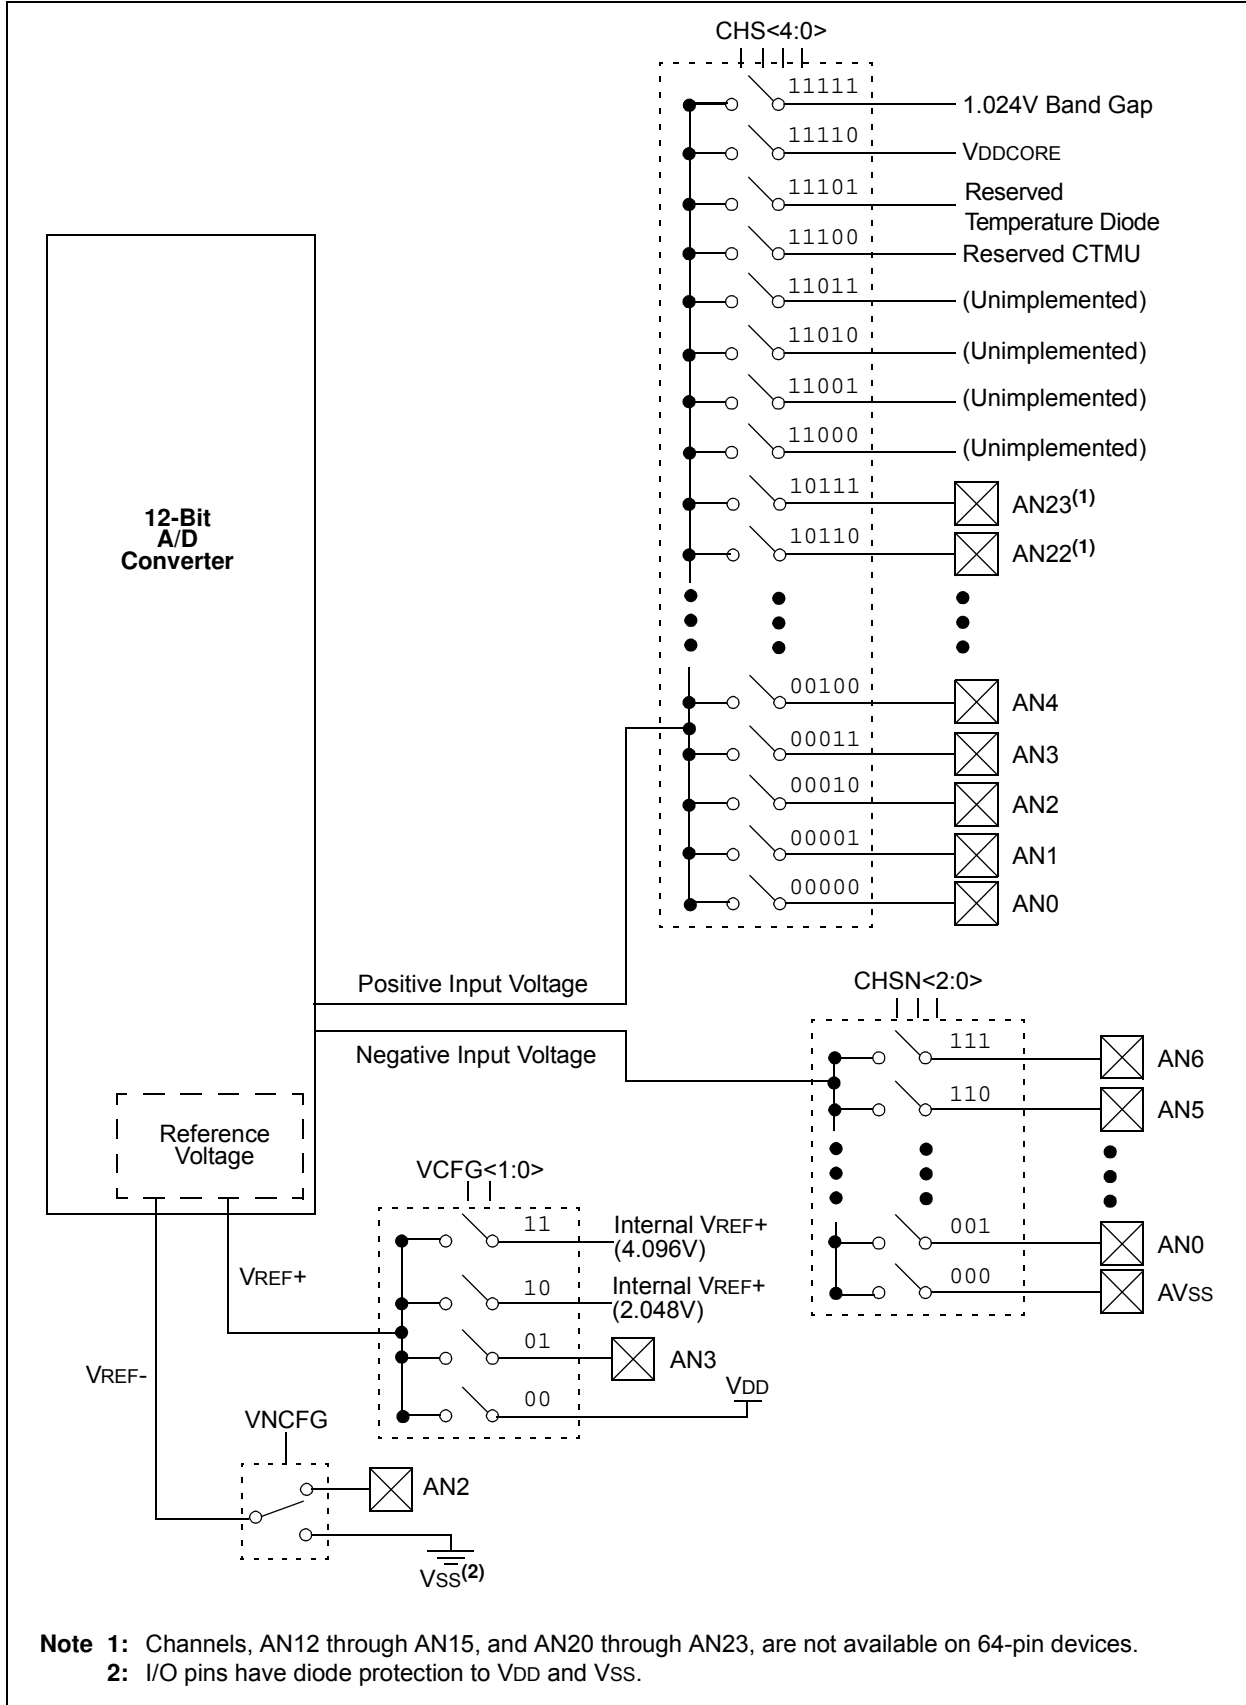 CHS<4:0>
11111
1.024V Band Gap
11110
VDDCORE
11101
Reserved
Temperature Diode
11100
Reserved CTMU
11011
(Unimplemented)
11010
(Unimplemented)
11001
(Unimplemented)
11000
(Unimplemented)
10111
AN23(1)
10110
AN22(1)
12-Bit
A/D
Converter
00100
AN4
00011
AN3
00010
AN2
00001
AN1
00000
AN0
Positive Input Voltage
Negative Input Voltage
CHSN<2:0>
111
AN6
110
AN5
001
AN0
000
AVSS
Reference
Voltage
VCFG<1:0>
11
Internal VREF+
(4.096V)
10
Internal VREF+
(2.048V)
01
AN3
00
VDD
VREF+
VREF-
VNCFG
AN2
VSS(2)
Note 1: Channels, AN12 through AN15, and AN20 through AN23, are not available on 64-pin devices.
2: I/O pins have diode protection to VDD and VSS.